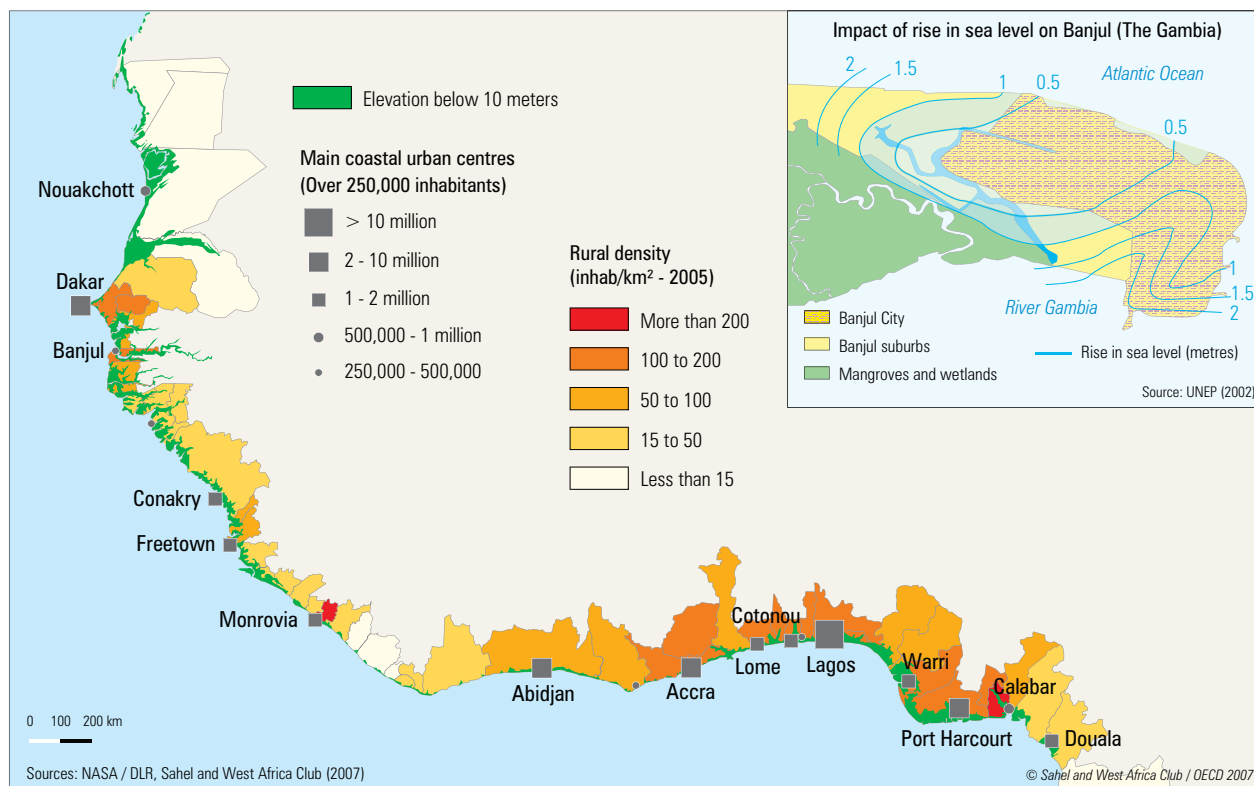 Impact of rise in sea level on Banjul (The Gambia)
2
1.5
1
0.5
Atlantic Ocean
0.5
River Gambia
1
1.5
2
Banjul City
Banjul suburbs
Mangroves and wetlands
Rise in sea level (metres)
Source: UNEP (2002)
Elevation below 10 meters
Main coastal urban centres
(Over 250,000 inhabitants)
> 10 million
2 - 10 million
1 - 2 million
500,000 - 1 million
250,000 - 500,000
Rural density
(inhab/km² - 2005)
More than 200
100 to 200
50 to 100
15 to 50
Less than 15
Nouakchott
Dakar
Banjul
Conakry
Freetown
Monrovia
Abidjan
Accra
Lome
Cotonou
Lagos
Warri
Port Harcourt
Calabar
Douala
0 100 200 km
Sources: NASA / DLR, Sahel and West Africa Club (2007)
© Sahel and West Africa Club / OECD 2007